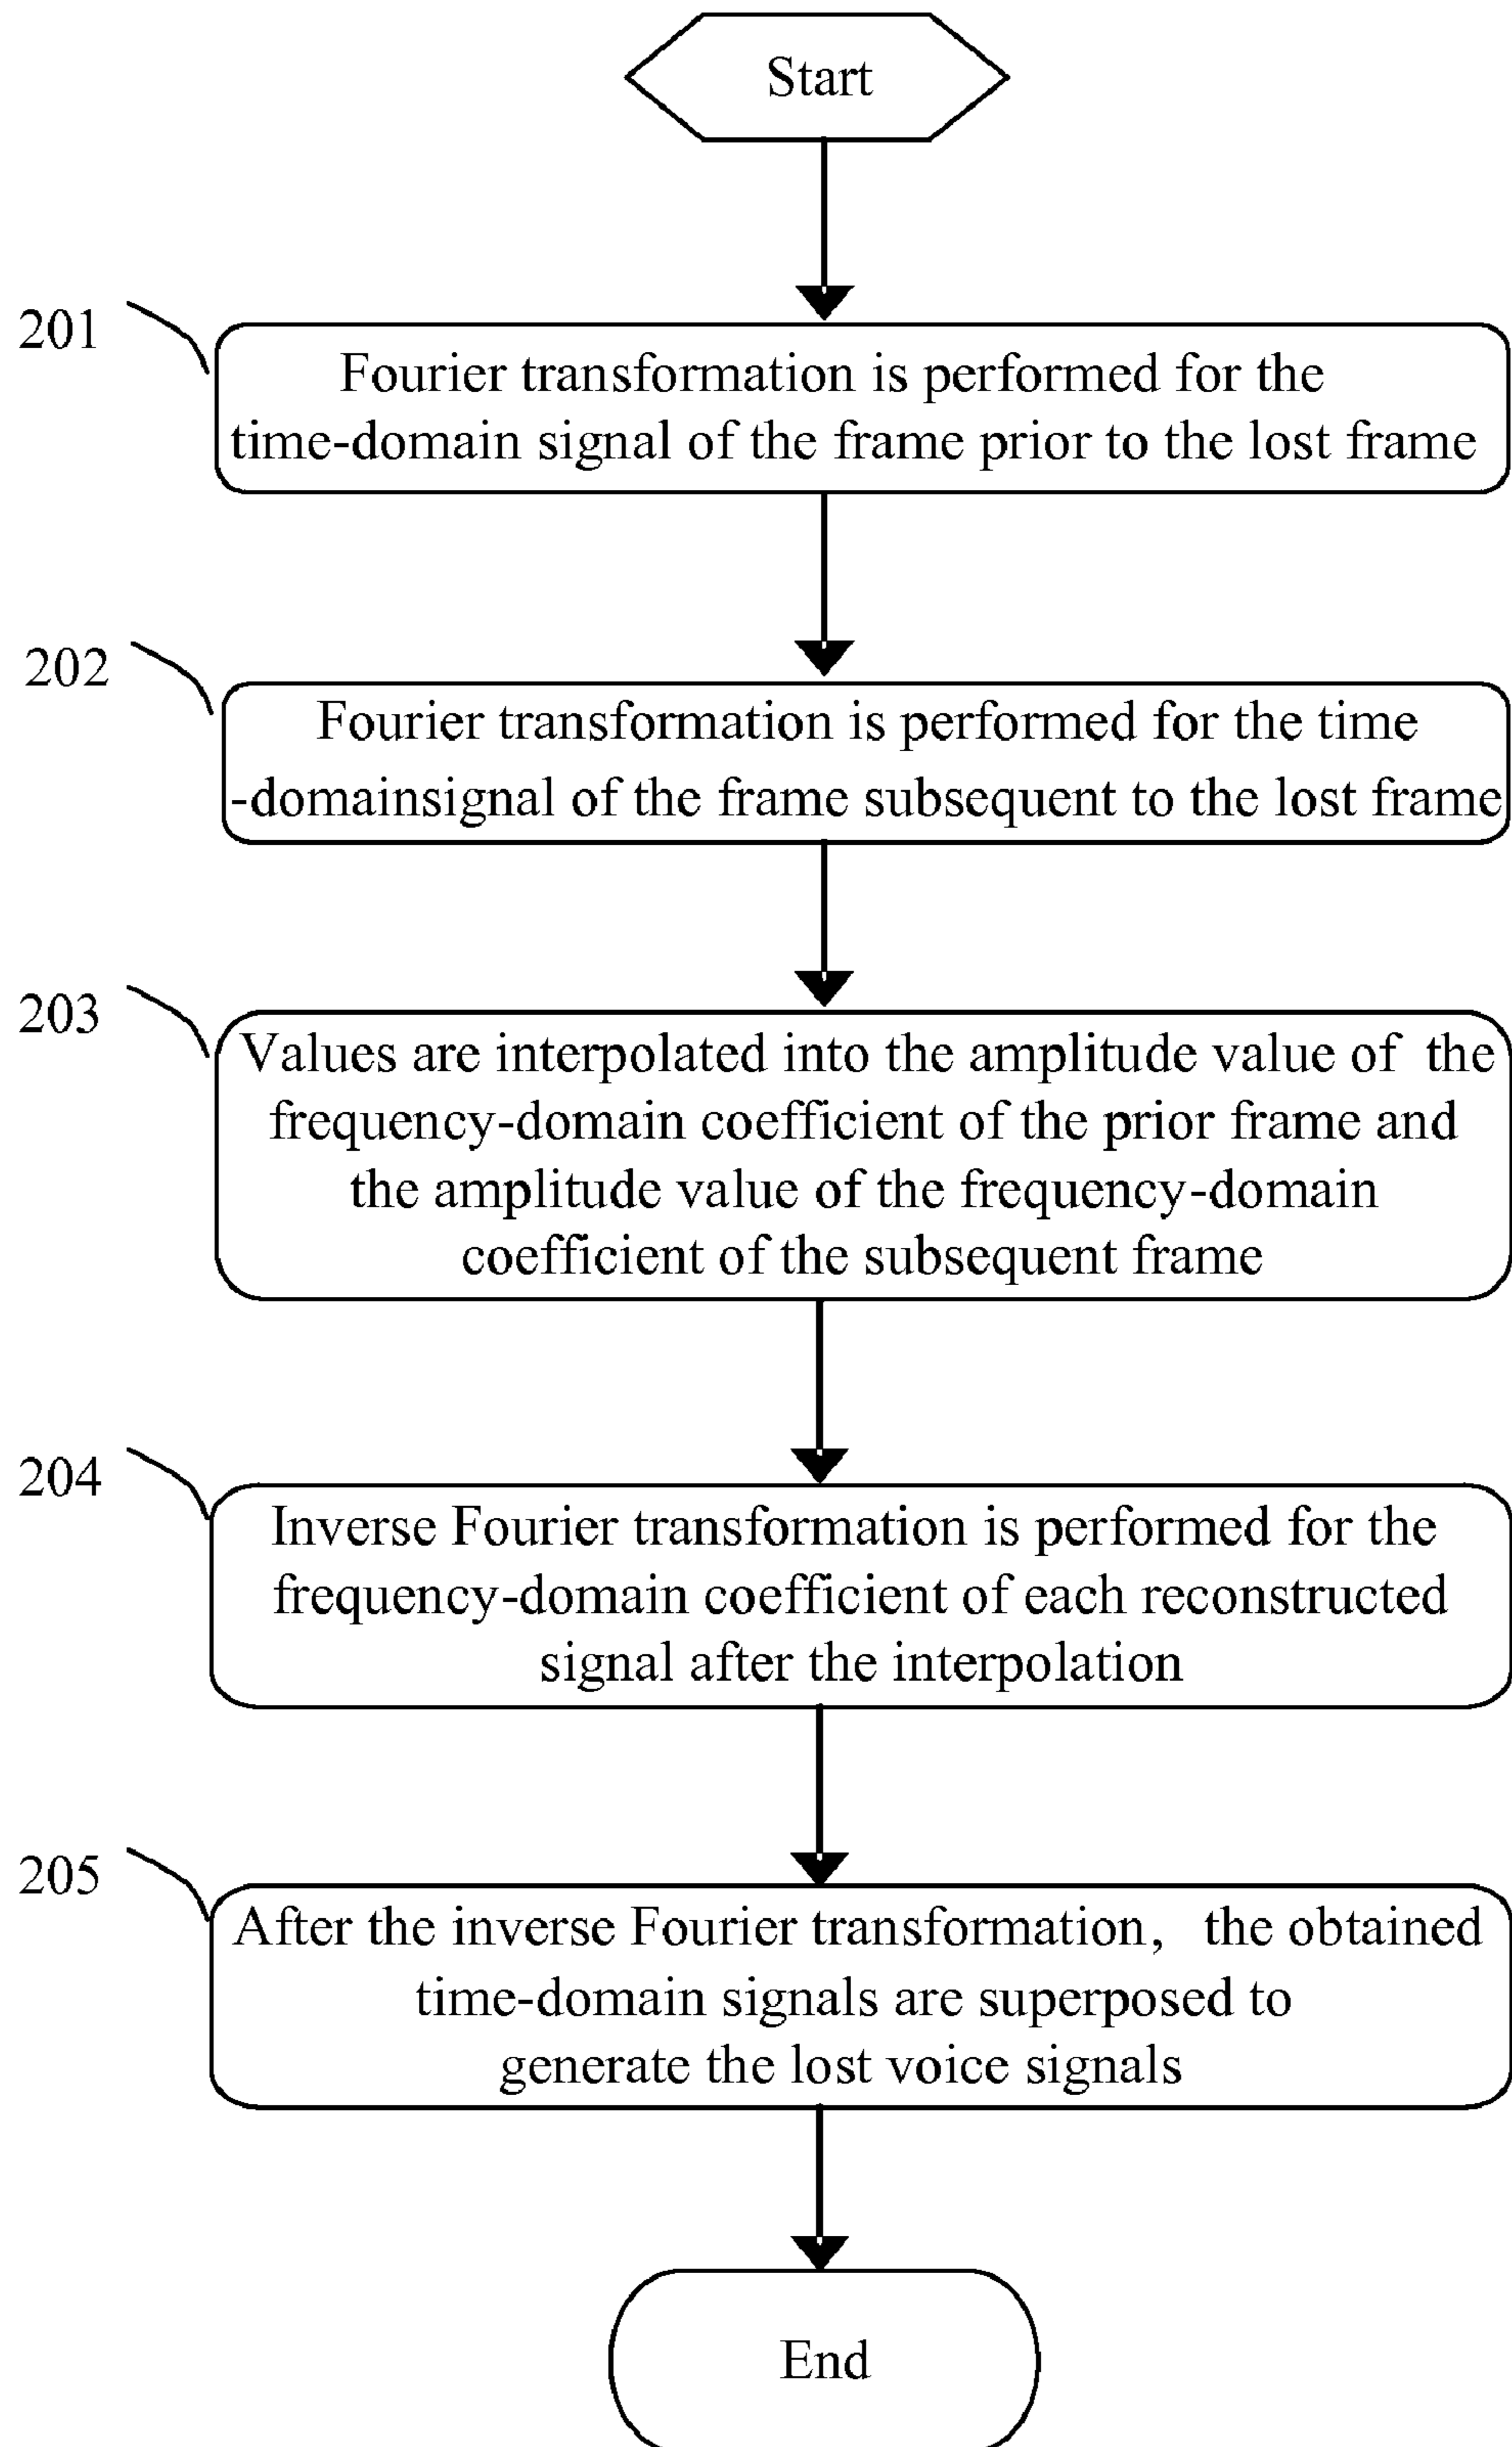 Start
201
Fourier transformation is performed for the
time-domain signal of the frame prior to the lost frame
202
Fourier transformation is performed for the time
-domainsignal of the frame subsequent to the lost frame
203
Values are interpolated into the amplitude value of the
frequency-domain coefficient of the prior frame and
the amplitude value of the frequency-domain
coefficient of the subsequent frame
204
Inverse Fourier transformation is performed for the
frequency-domain coefficient of each reconstructed
signal after the interpolation
205
After the inverse Fourier transformation, the obtained
time-domain signals are superposed to
generate the lost voice signals
End